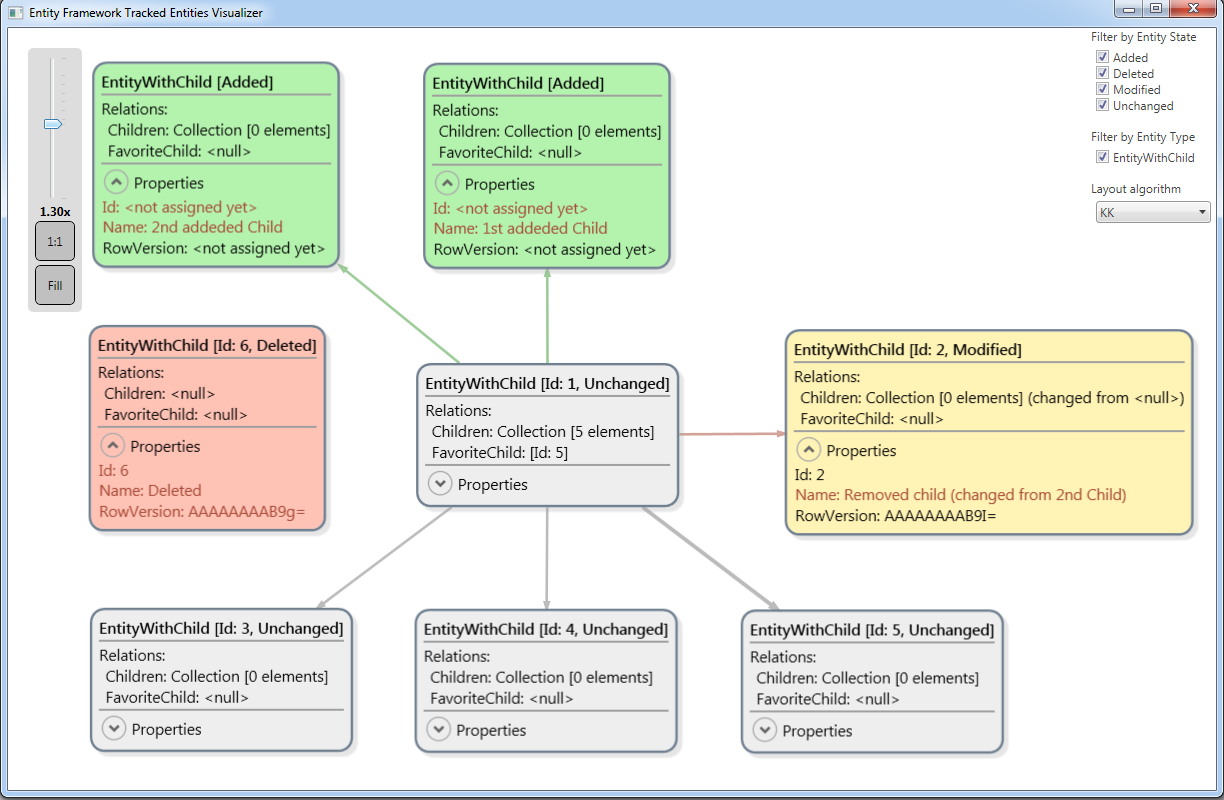 Entity Framework Tracked Entities Visualizer
1.30x
1:1
Fill
EntityWithChild [Added]
Relations:
Children: Collection [0 elements]
FavoriteChild: <null>
Properties
Id: <not assigned yet>
Name: 2nd addeded Child
RowVersion: <not assigned yet>
EntityWithChild [Added]
Relations:
Children: Collection [0 elements]
FavoriteChild: <null>
Properties
Id: <not assigned yet>
Name: 1st addeded Child
RowVersion: <not assigned yet>
Filter by Entity State
Added
Deleted
Modified
Unchanged
Filter by Entity Type
EntityWithChild
Layout algorithm
KK
EntityWithChild [Id: 6, Deleted]
Relations:
Children: <null>
FavoriteChild: <null>
Properties
Id: 6
Name: Deleted
RowVersion: AAAAAAAAB9g=
EntityWithChild [Id: 1, Unchanged]
Relations:
Children: Collection [5 elements]
FavoriteChild: [Id: 5]
Properties
EntityWithChild [Id: 2, Modified]
Relations:
Children: Collection [0 elements] (changed from <null>)
FavoriteChild: <null>
Properties
Id: 2
Name: Removed child (changed from 2nd Child)
RowVersion: AAAAAAAAB9I=
EntityWithChild [Id: 3, Unchanged]
Relations:
Children: Collection [0 elements]
FavoriteChild: <null>
Properties
EntityWithChild [Id: 4, Unchanged]
Relations:
Children: Collection [0 elements]
FavoriteChild: <null>
Properties
EntityWithChild [Id: 5, Unchanged]
Relations:
Children: Collection [0 elements]
FavoriteChild: <null>
Properties